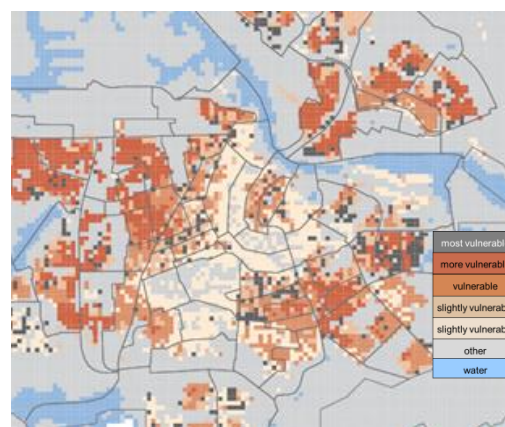 most vulnerabl
more vulnerabl
vulnerable
slightly vulnerab
slightly vulnerab
other
water